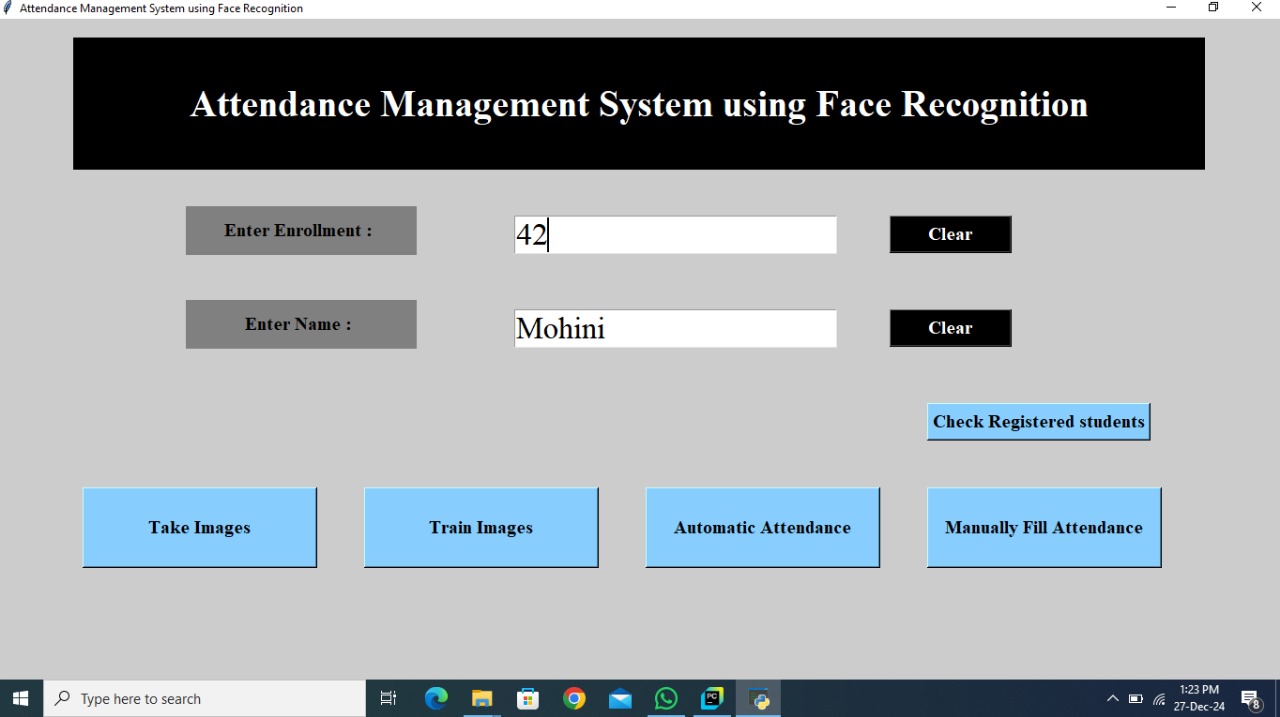 Attendance Management System using Face Recognition
Attendance Management System using Face Recognition
Enter Enrollment :
42
Clear
Enter Name :
Mohini
Clear
Check Registered students
Take Images
Train Images
Automatic Attendance
Manually Fill Attendance
Type here to search
PC
1:23 PM
27-Dec-24
8